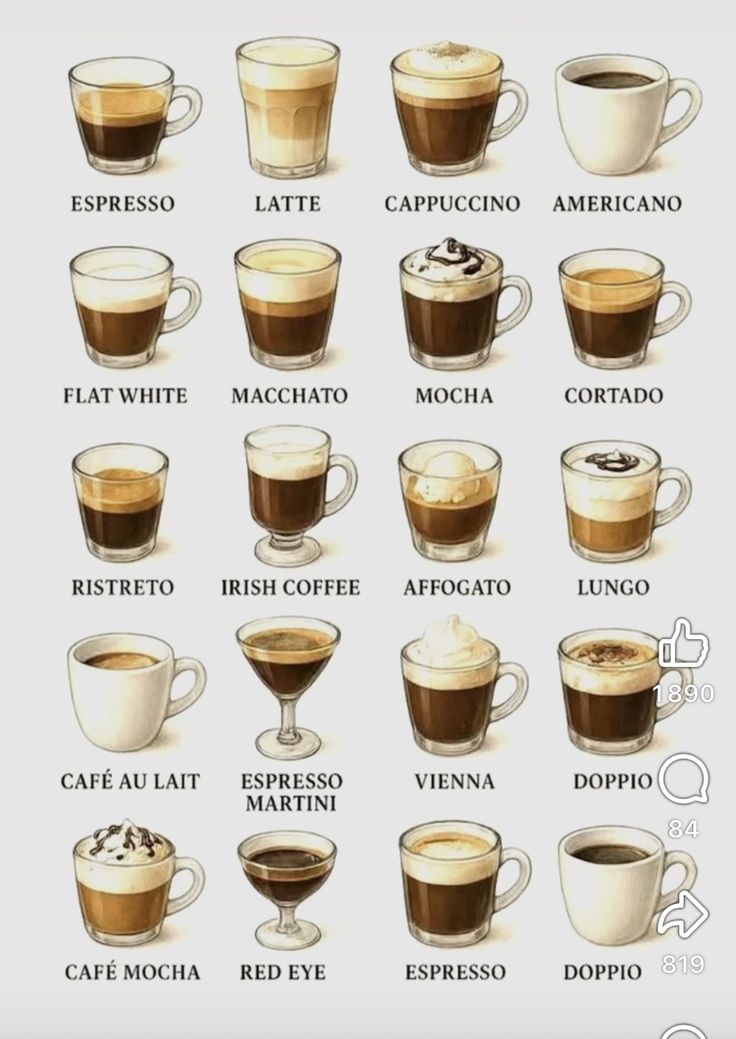 ESPRESSO
LATTE
CAPPUCCINO
AMERICANO
FLAT WHITE
MACCHATO
MOCHA
CORTADO
RISTRETO
IRISH COFFEE
AFFOGATO
LUNGO
CAFÉ AU LAIT
ESPRESSO
MARTINI
VIENNA
DOPPIO
CAFÉ MOCHA
RED EYE
ESPRESSO
DOPPIO
1890
84
819